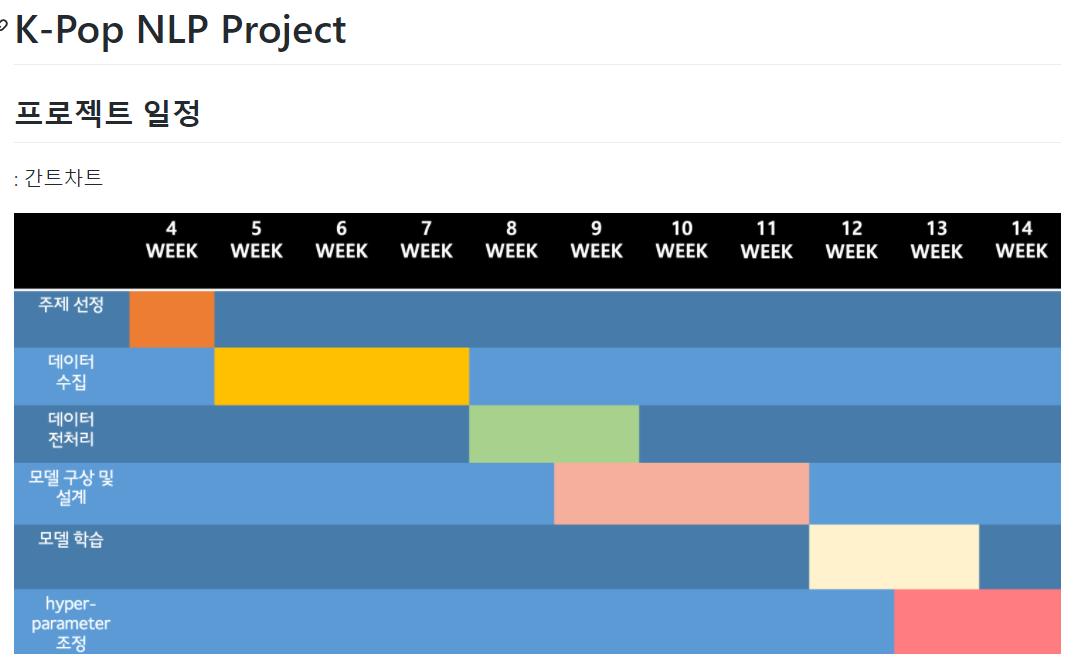 K-Pop NLP Project
프로젝트 일정
: 간트차트
4 WEEK 5 WEEK 6 WEEK 7 WEEK 8 WEEK 9 WEEK 10 WEEK 11 WEEK 12 WEEK 13 WEEK 14 WEEK
주제 선정
데이터
수집
데이터
전처리
모델 구상 및
설계
모델 학습
hyper-
parameter
조정